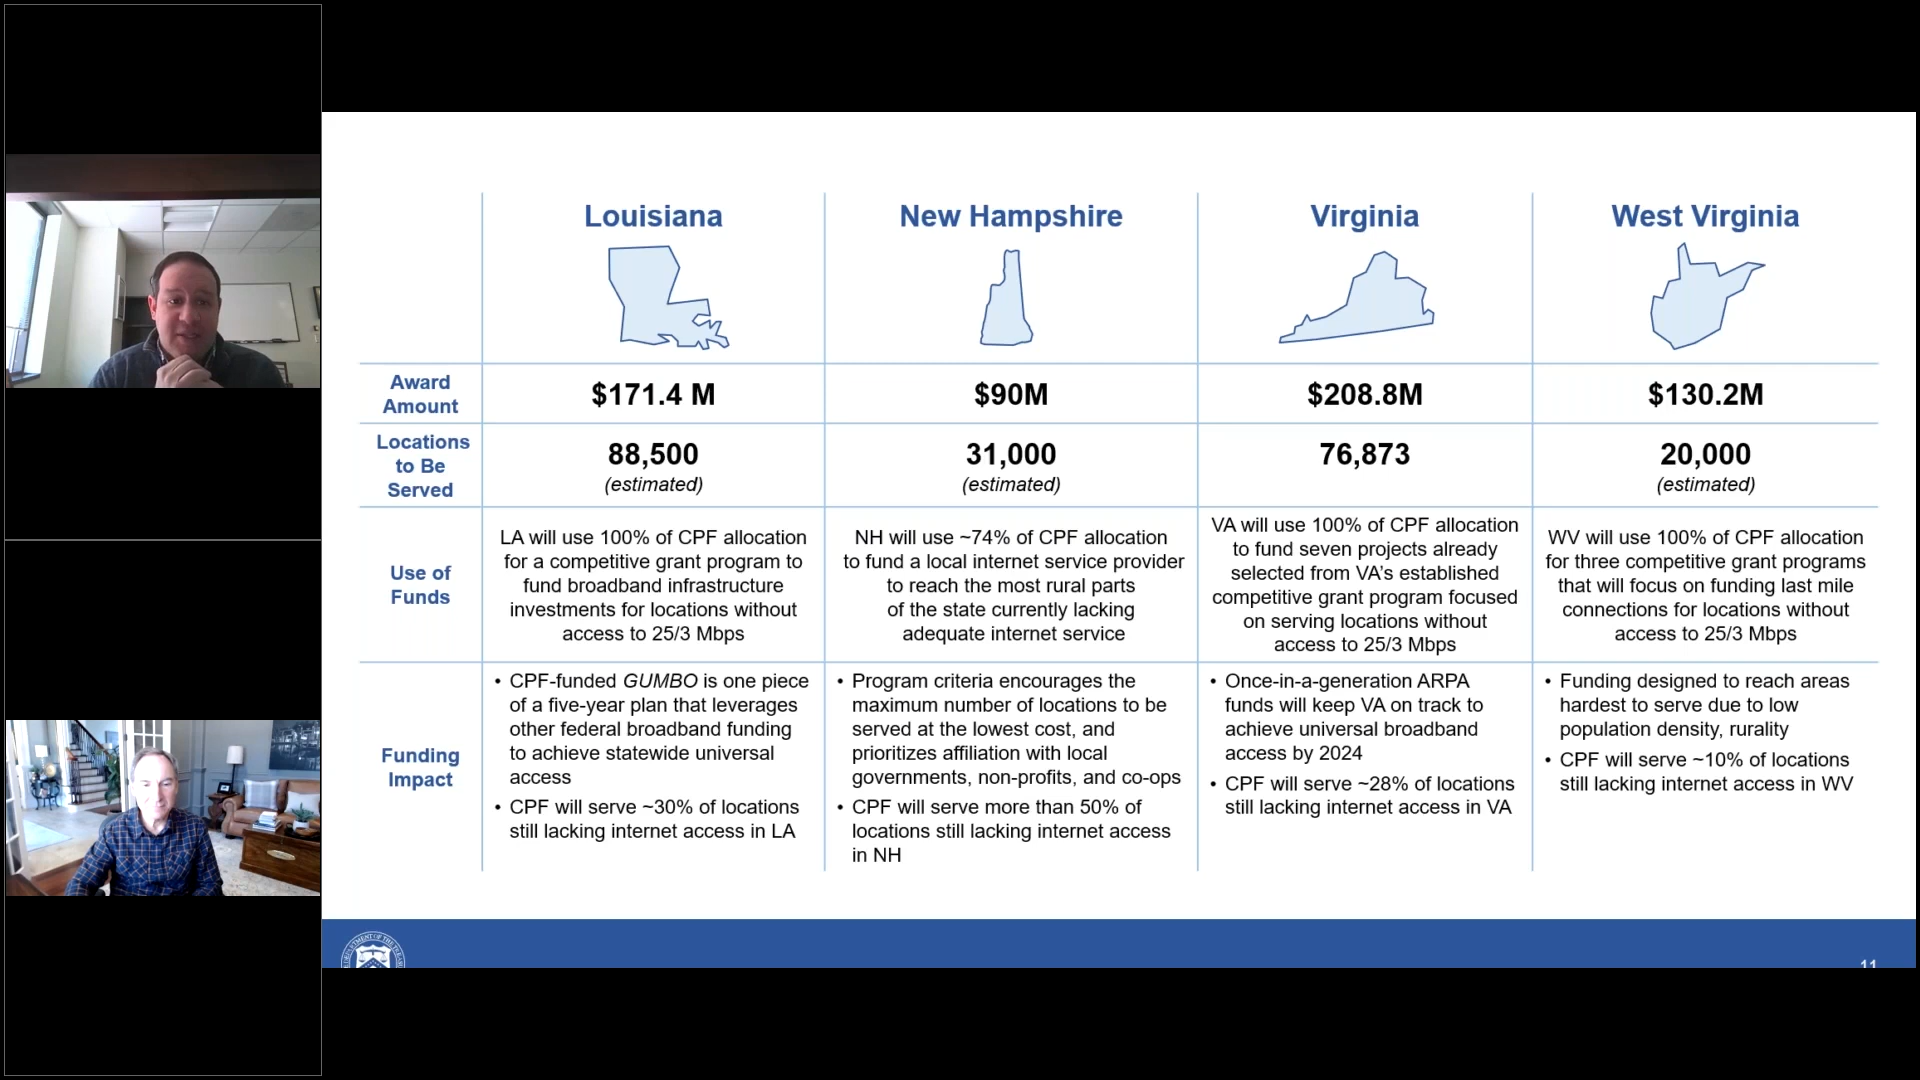 Louisiana
New Hampshire
Virginia
West Virginia
Award
Amount
$171.4 M
$90M
$208.8M
$130.2M
Locations
to Be
Served
88,500
(estimated)
31,000
(estimated)
76,873
20,000
(estimated)
Use of
Funds
LA will use 100% of CPF allocation
for a competitive grant program to
fund broadband infrastructure
investments for locations without
access to 25/3 Mbps
NH will use ~74% of CPF allocation
to fund a local internet service provider
to reach the most rural parts
of the state currently lacking
adequate internet service
VA will use 100% of CPF allocation
to fund seven projects already
selected from VA’s established
competitive grant program focused
on serving locations without
access to 25/3 Mbps
WV will use 100% of CPF allocation
for three competitive grant programs
that will focus on funding last mile
connections for locations without
access to 25/3 Mbps
Funding
Impact
• CPF-funded GUMBO is one piece
of a five-year plan that leverages
other federal broadband funding
to achieve statewide universal
access
• CPF will serve ~30% of locations
still lacking internet access in LA
• Program criteria encourages the
maximum number of locations to be
served at the lowest cost, and
prioritizes affiliation with local
governments, non-profits, and co-ops
• CPF will serve more than 50% of
locations still lacking internet access
in NH
• Once-in-a-generation ARPA
funds will keep VA on track to
achieve universal broadband
access by 2024
• CPF will serve ~28% of locations
still lacking internet access in VA
• Funding designed to reach areas
hardest to serve due to low
population density, rurality
• CPF will serve ~10% of locations
still lacking internet access in WV
11